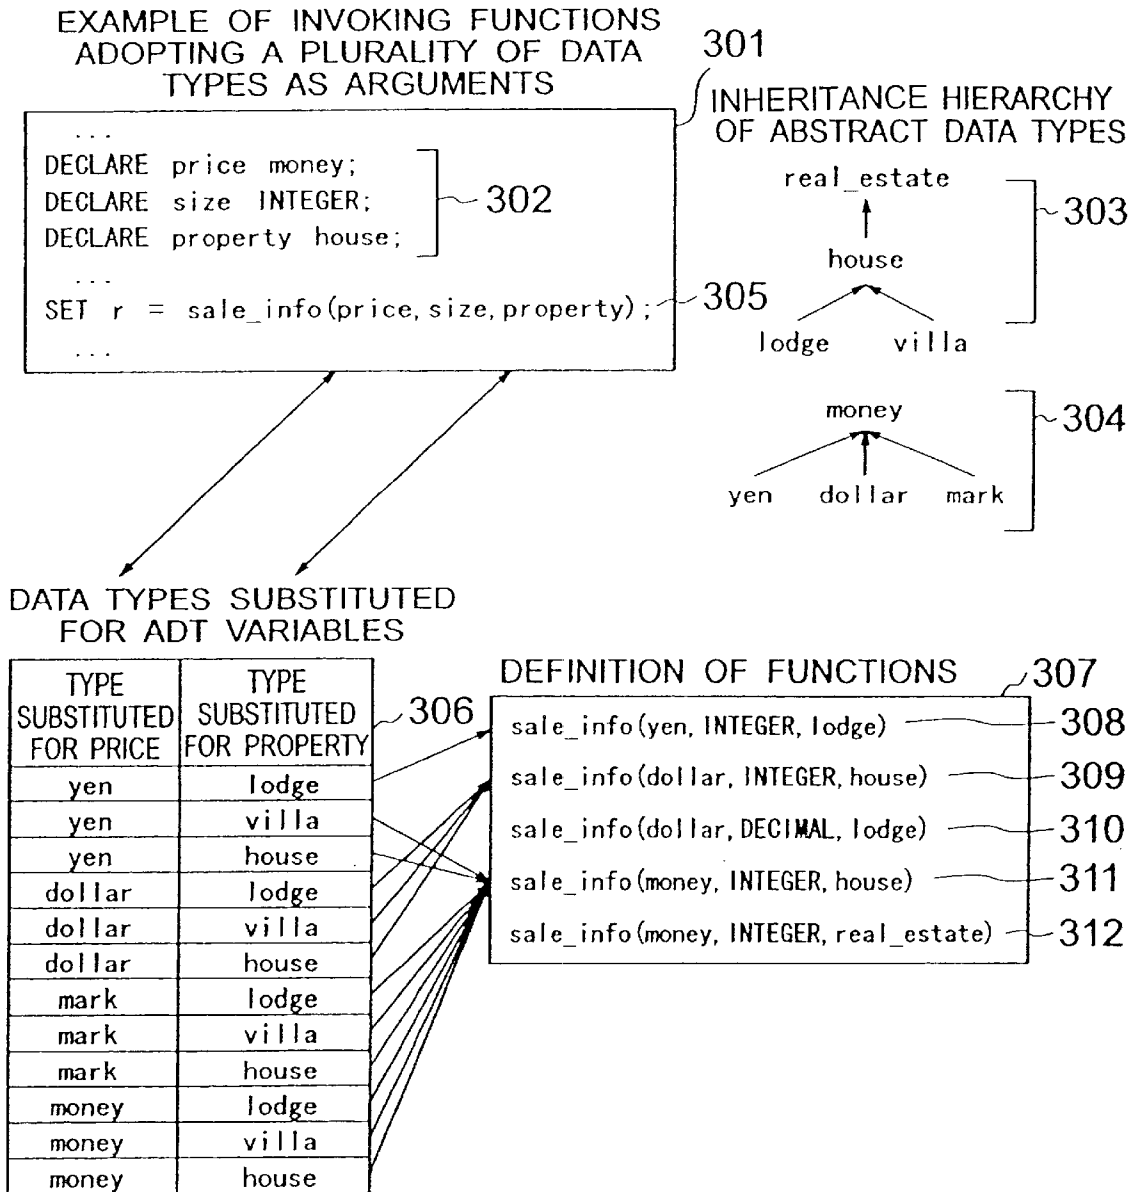 EXAMPLE OF INVOKING FUNCTIONS
ADOPTING A PLURALITY OF DATA
TYPES AS ARGUMENTS
301
...
DECLARE price money;
DECLARE size INTEGER;
DECLARE property house;
302
...
SET r = sale_info(price,size,property);
305
...
INHERITANCE HIERARCHY
OF ABSTRACT DATA TYPES
real_estate
303
house
lodge villa
money
304
yen dollar mark
DATA TYPES SUBSTITUTED
FOR ADT VARIABLES
TYPE SUBSTITUTED FOR PRICE
TYPE SUBSTITUTED FOR PROPERTY
306
yen lodge
yen villa
yen house
dollar lodge
dollar villa
dollar house
mark lodge
mark villa
mark house
money lodge
money villa
money house
DEFINITION OF FUNCTIONS
307
sale_info(yen, INTEGER, lodge) 308
sale_info(dollar, INTEGER, house) 309
sale_info(dollar, DECIMAL, lodge) 310
sale_info(money, INTEGER, house) 311
sale_info(money, INTEGER, real_estate) 312